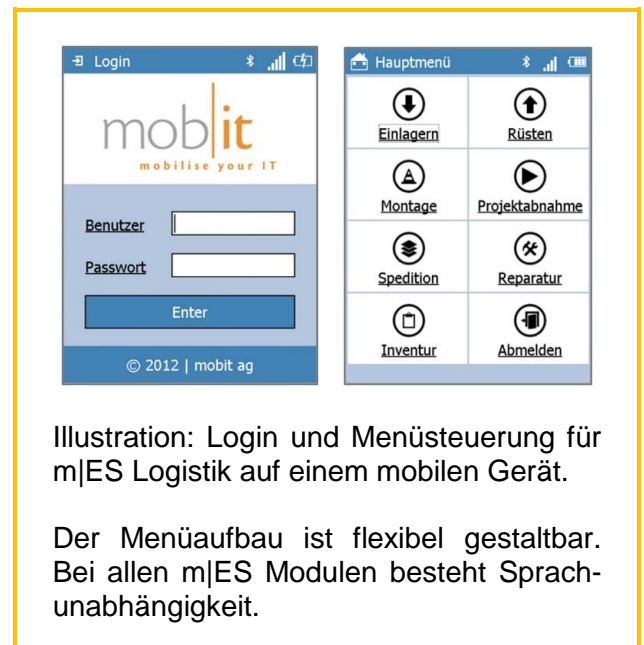 Login
mob|it
mobilise your IT
Benutzer
Passwort
Enter
© 2012 | mobit ag
Hauptmenü
Einlagern
Rüsten
Montage
Projektabnahme
Spedition
Reparatur
Inventur
Abmelden
Illustration: Login und Menüsteuerung für
m|ES Logistik auf einem mobilen Gerät.
Der Menüaufbau ist flexibel gestaltbar.
Bei allen m|ES Modulen besteht Sprach-
unabhängigkeit.